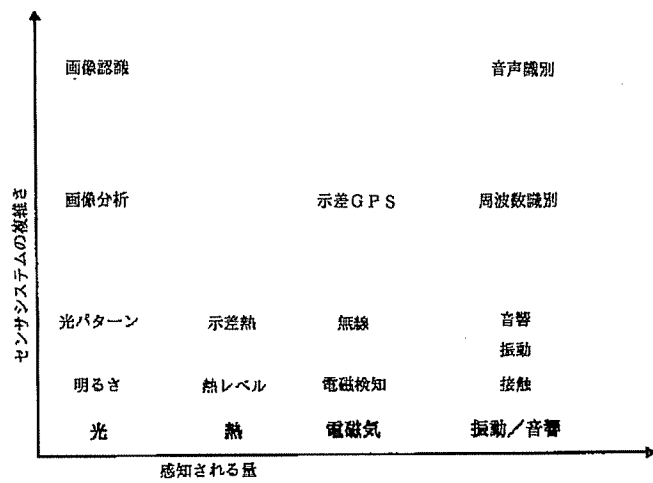 画像認識 音声識別
画像分析 示差GPS 周波数識別
光パターン 示差熱 無線 音響
振動
明るさ 熱レベル 電磁検知 接触
光 熱 電磁気 振動／音響
感知される量
センサシステムの複雑さ